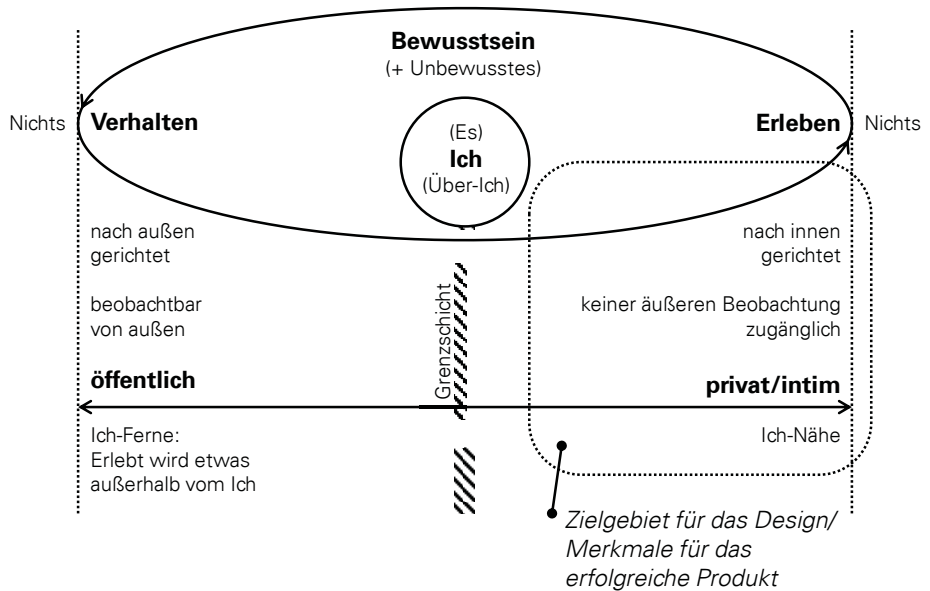 Bewusstsein
(+ Unbewusstes)
Nichts
Verhalten
(Es)
Ich
(Über-Ich)
Erleben
Nichts
nach außen
gerichtet
beobachtbar
von außen
öffentlich
Ich-Ferne:
Erlebt wird etwas
außerhalb vom Ich
Grenzschicht
nach innen
gerichtet
keiner äußeren Beobachtung
zugänglich
privat/intim
Ich-Nähe
Zielgebiet für das Design/
Merkmale für das
erfolgreiche Produkt